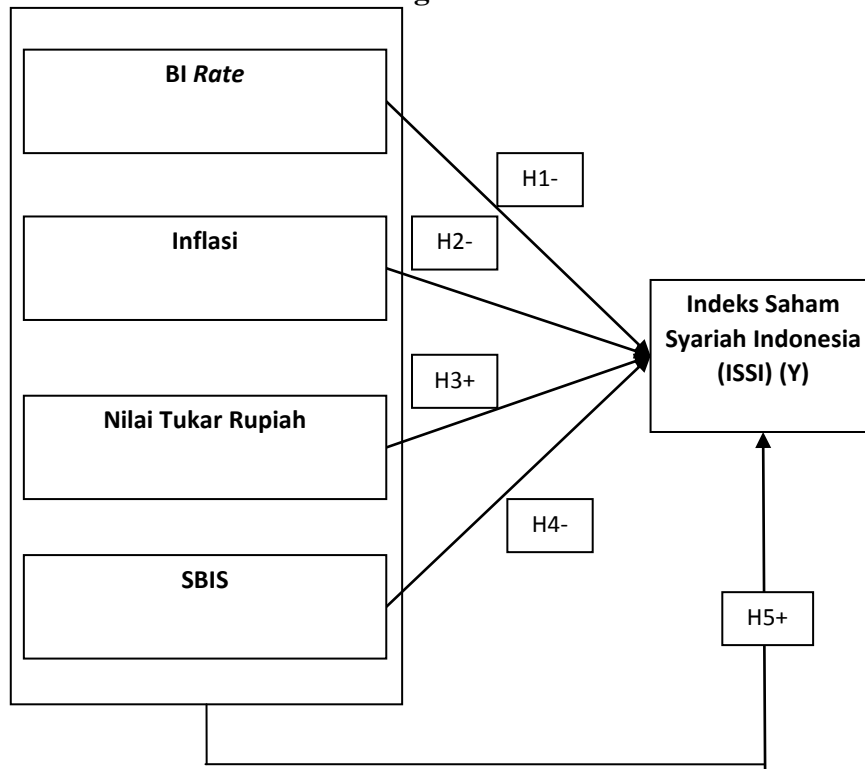 BI Rate
H1-
Inflasi
H2-
Indeks Saham
Syariah Indonesia
(ISSI) (Y)
H3+
Nilai Tukar Rupiah
H4-
SBIS
H5+